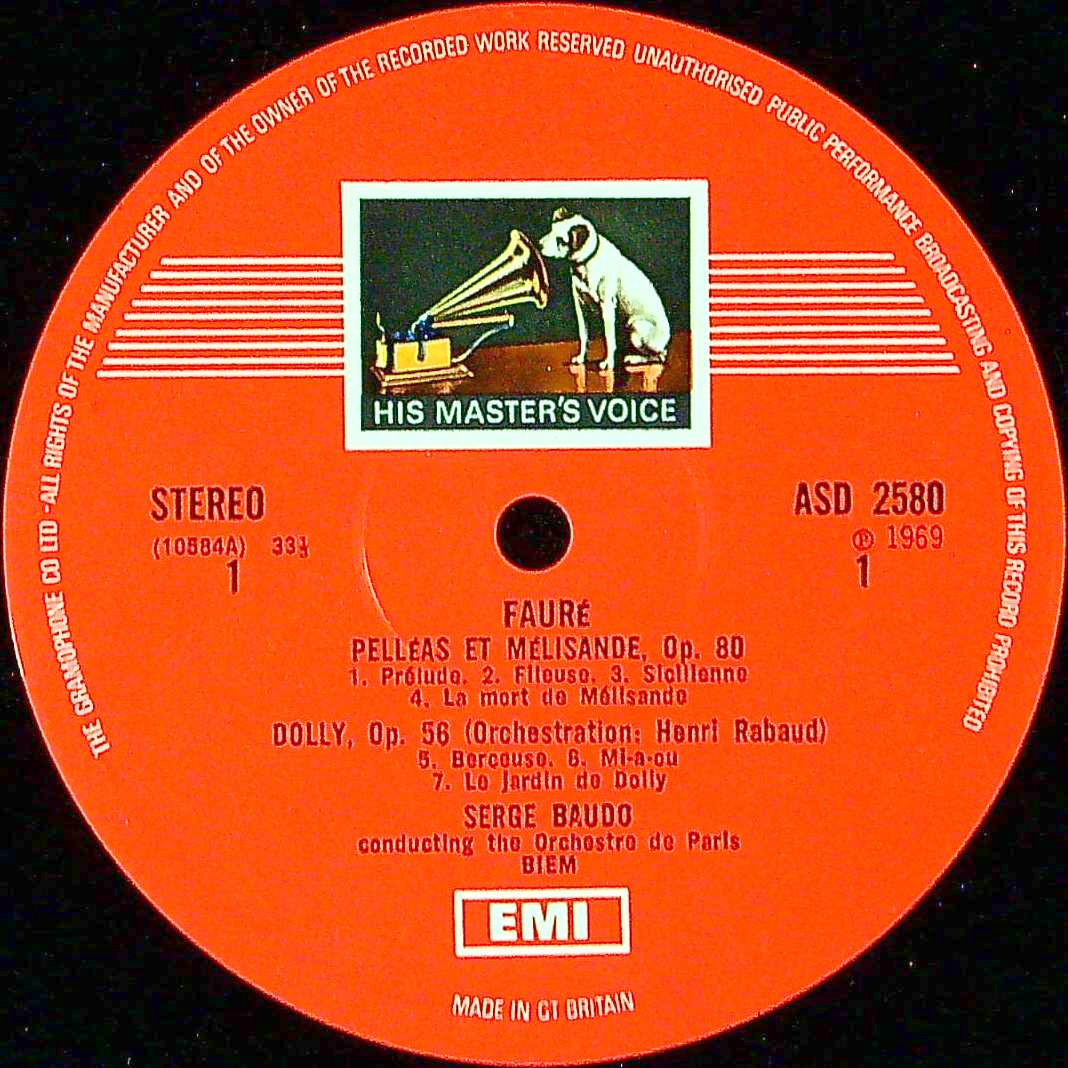 THE GRAMOPHONE CO LTD -ALL RIGHTS OF THE MANUFACTURER AND OF THE OWNER OF THE RECORDED WORK RESERVED UNAUTHORISED PUBLIC PERFORMANCE BROADCASTING AND COPYING OF THIS RECORD PROHIBITED
HIS MASTER'S VOICE
STEREO
(10584A) 33⅓
1
ASD 2580
℗ 1969
1
FAURÉ
PELLÉAS ET MÉLISANDE, Op. 80
1. Prélude. 2. Fileuse. 3. Sicilienne
4. La mort de Mélisande
DOLLY, Op. 56 (Orchestration: Henri Rabaud)
5. Berceuse. 6. Mi-a-ou
7. Le Jardin de Dolly
SERGE BAUDO
conducting the Orchestre de Paris
BIEM
EMI
MADE IN GT BRITAIN